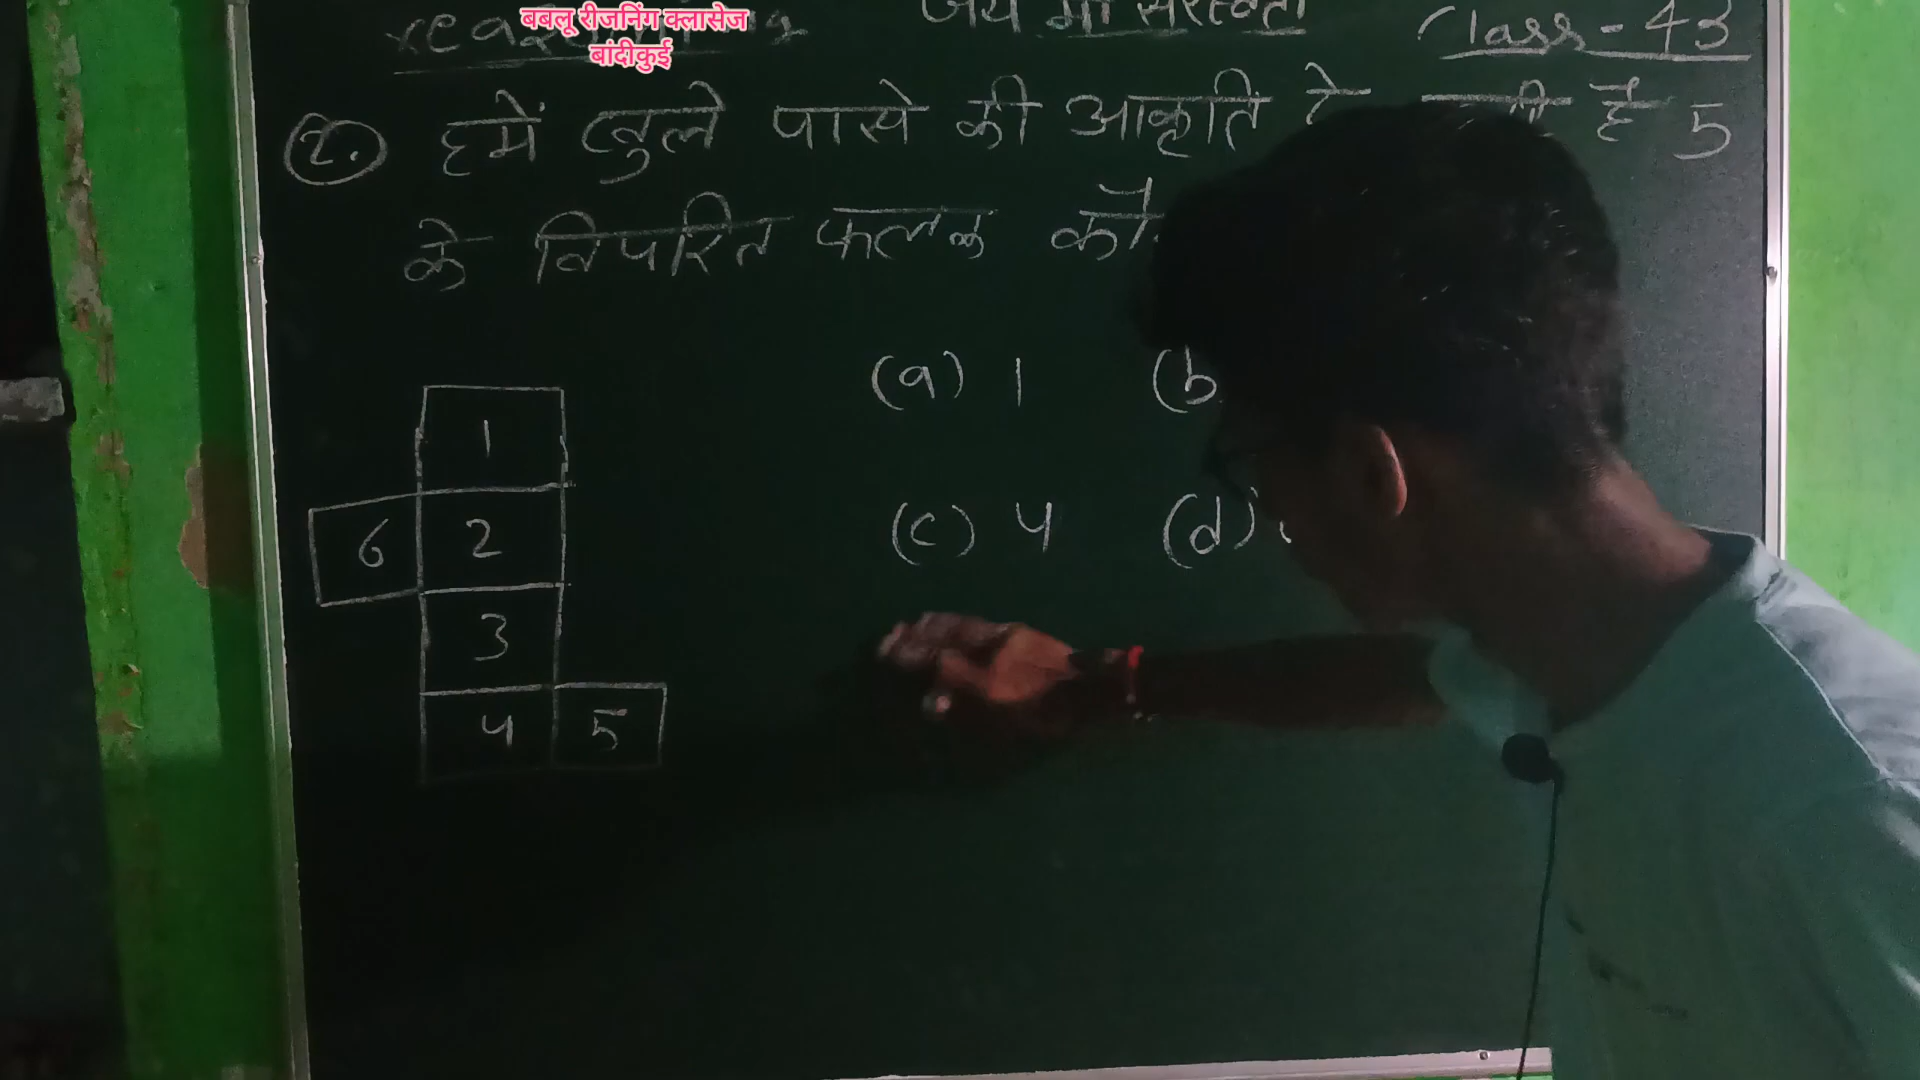 बबलू रीजनिंग क्लासेज
बांदीकुई
जय माँ सरस्वती
Class - 43
2. हमें खुले पासे की आकृति है 5
के विपरित फलक
(a) 1 (b
(c) 4 (d)
1
6 2
3
4 5